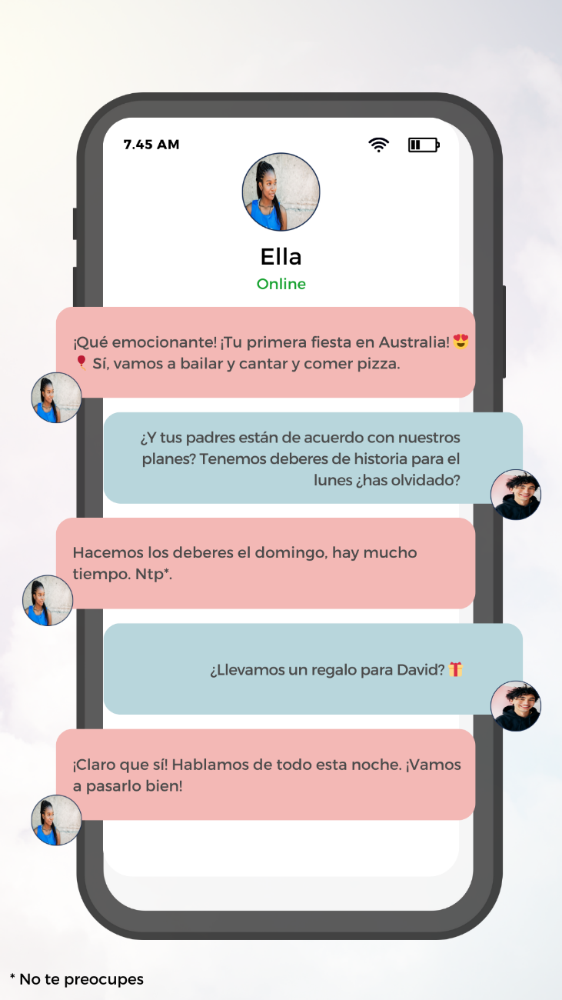 7.45 AM
Ella
Online
¡Qué emocionante! ¡Tu primera fiesta en Australia! 😍
🎈 Sí, vamos a bailar y cantar y comer pizza.
¿Y tus padres están de acuerdo con nuestros
planes? Tenemos deberes de historia para el
lunes ¿has olvidado?
Hacemos los deberes el domingo, hay mucho
tiempo. Ntp*.
¿Llevamos un regalo para David? 🎁
¡Claro que sí! Hablamos de todo esta noche. ¡Vamos
a pasarlo bien!
* No te preocupes